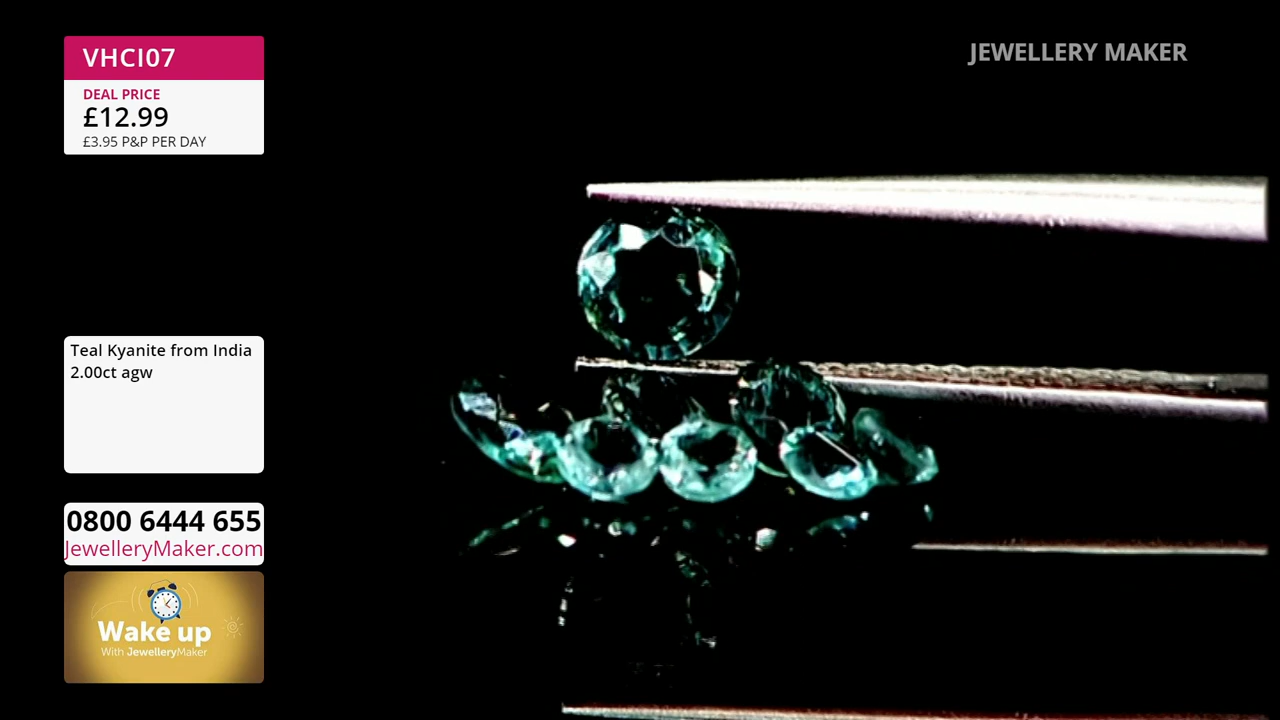 VHCI07
DEAL PRICE
£12.99
£3.95 P&P PER DAY
JEWELLERY MAKER
Teal Kyanite from India
2.00ct agw
0800 6444 655
JewelleryMaker.com
Wake up
With JewelleryMaker